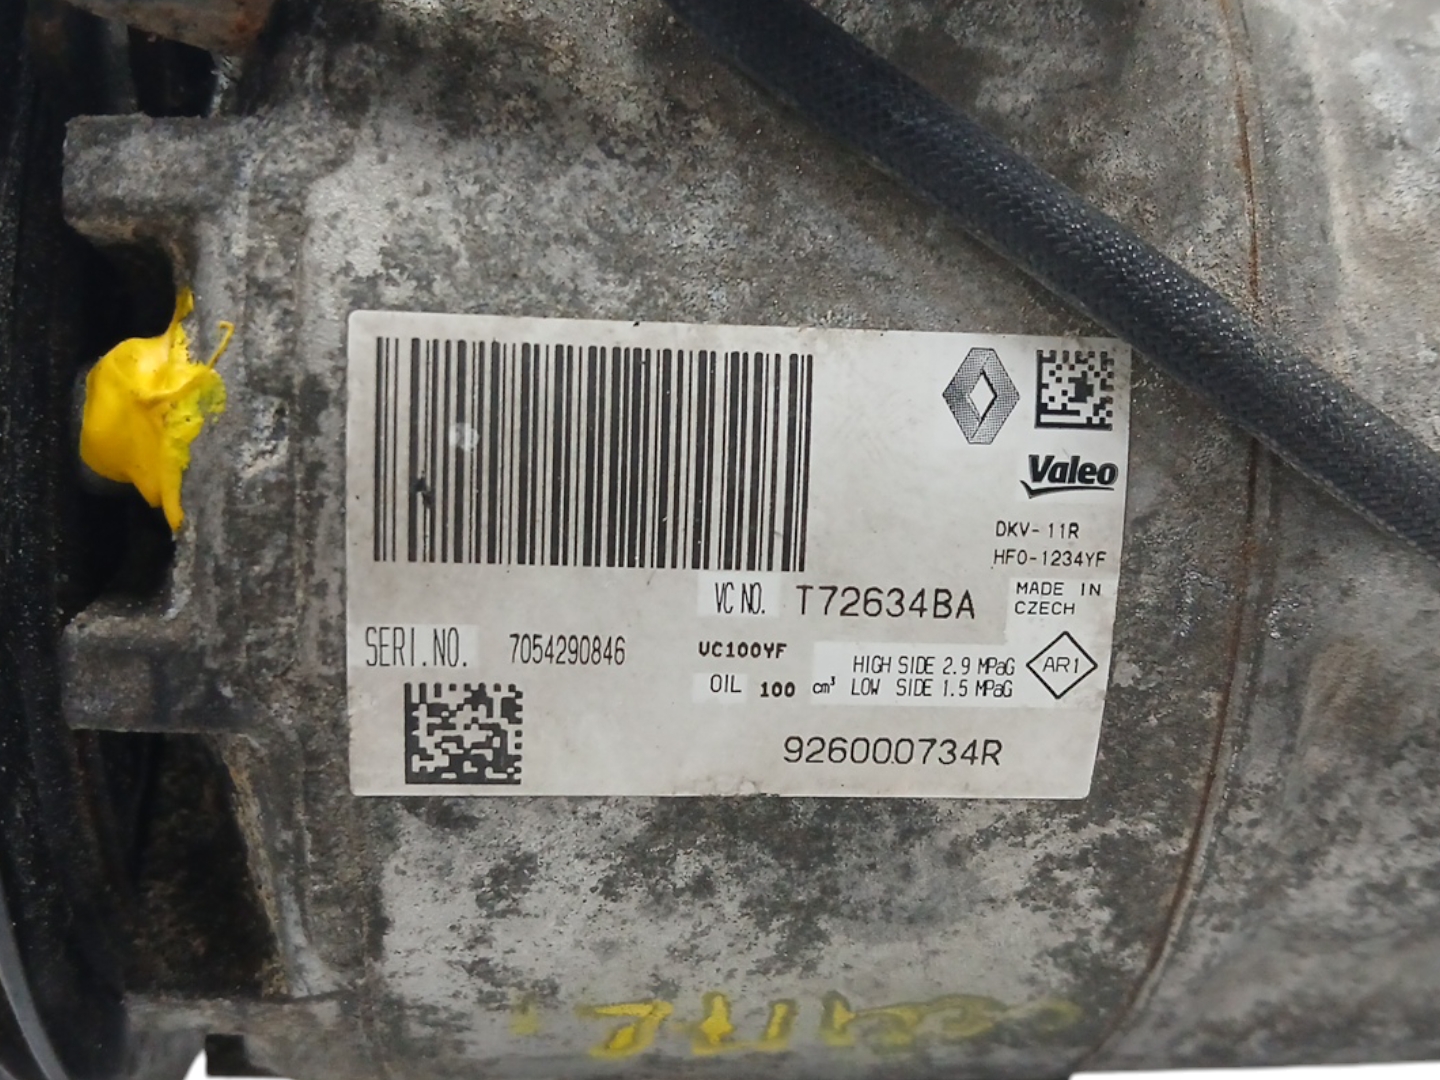 Valeo
DKV-11R
HFO-1234YF
VC NO. T72634BA
MADE IN
CZECH
SERI.NO. 7054290846
VC100YF
HIGH SIDE 2.9 MPaG
OIL 100 cm³ LOW SIDE 1.5 MPaG
AR1
926000734R